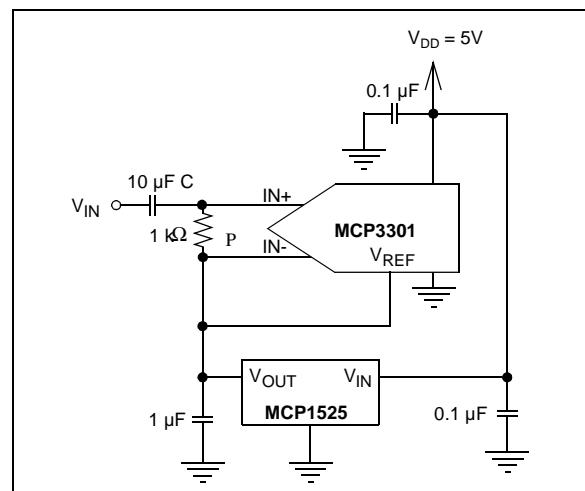 V_DD = 5V
0.1 µF
10 µF C
V_IN
IN+
1 kΩ
P
IN-
MCP3301
V_REF
V_OUT
V_IN
MCP1525
1 µF
0.1 µF